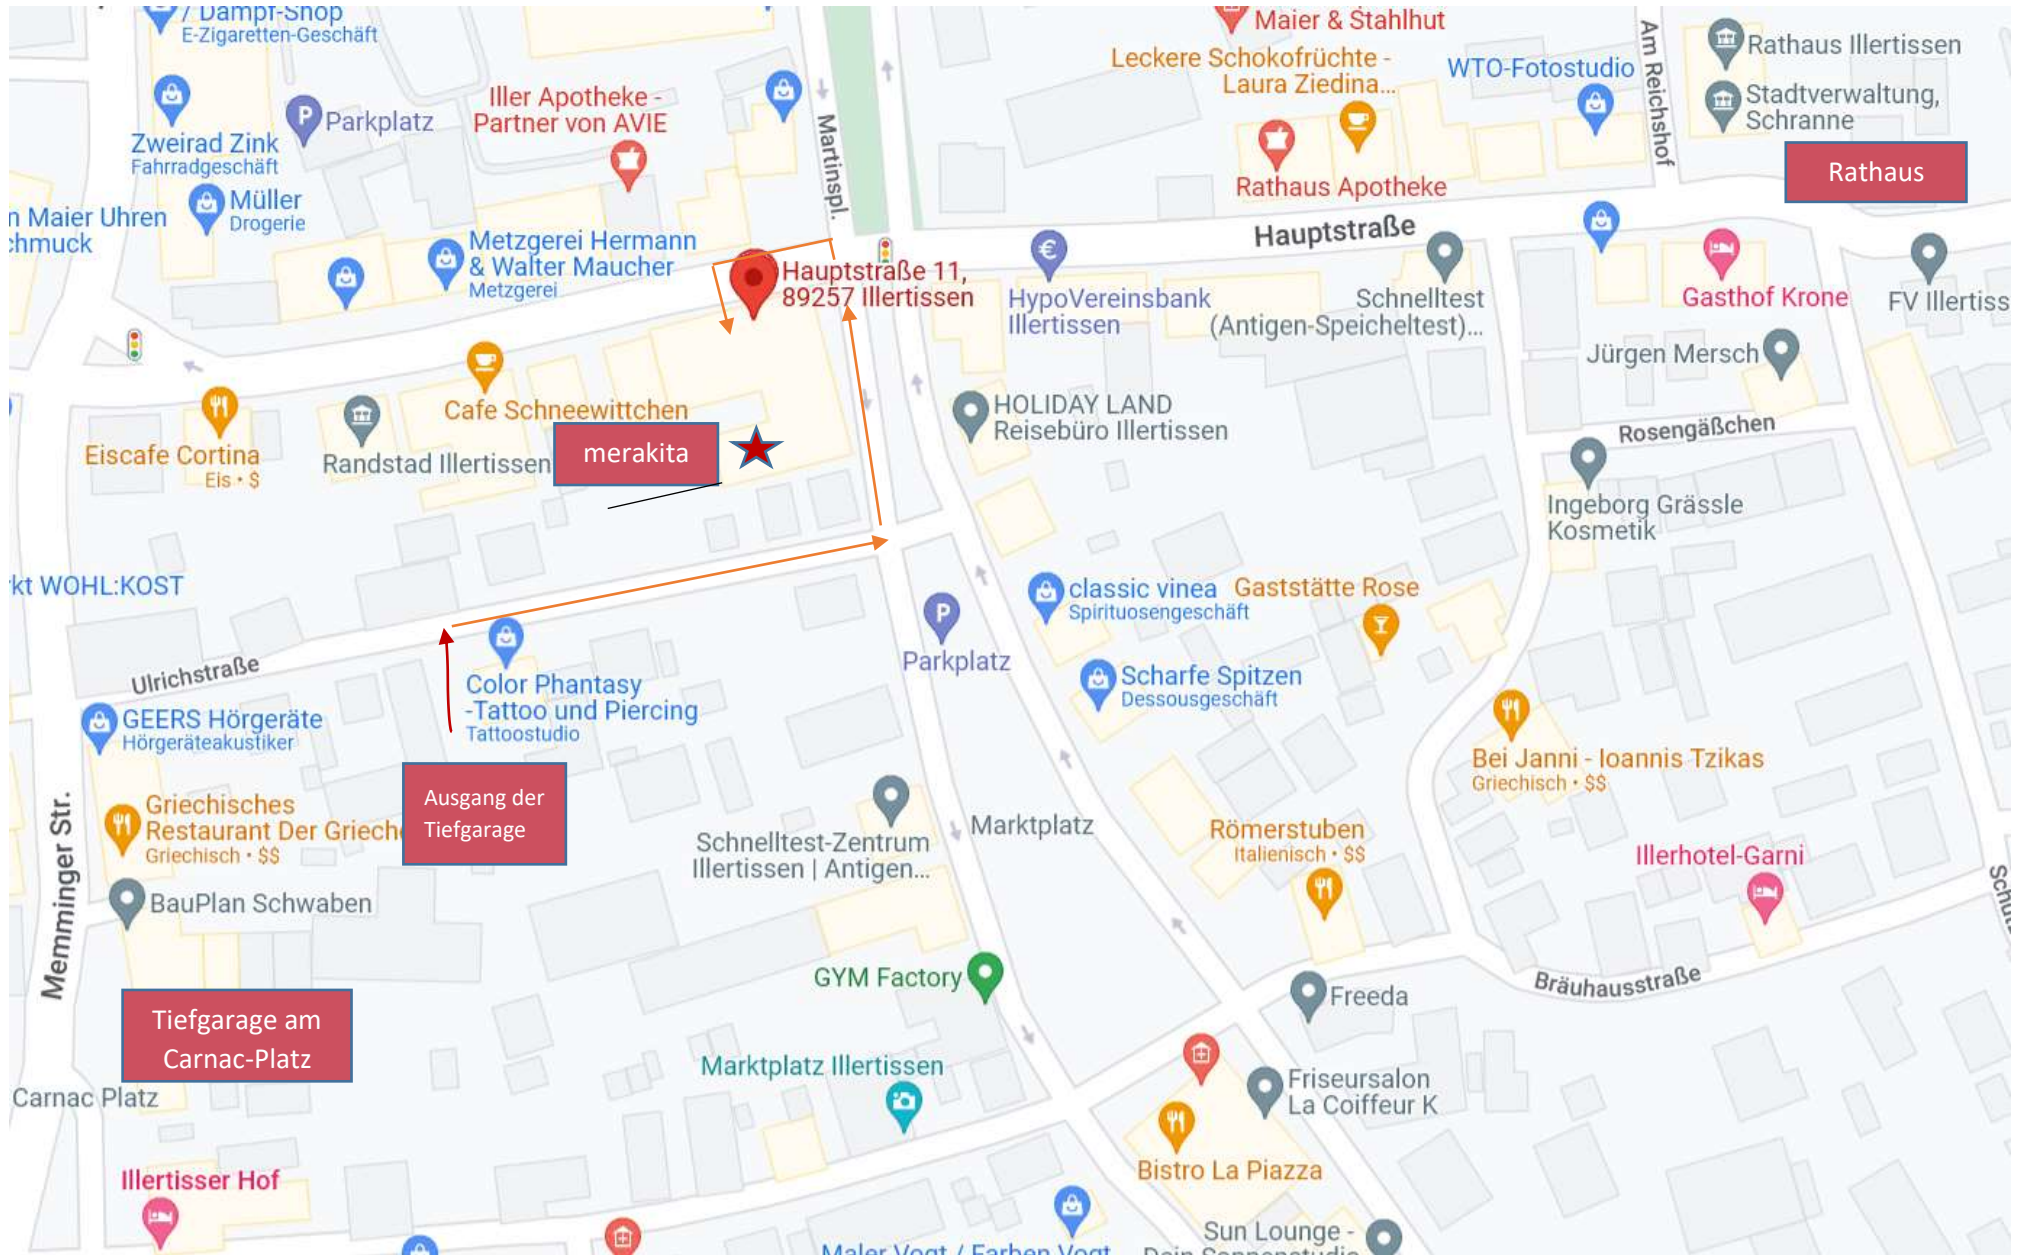 / Dampf-Shop
E-Zigaretten-Geschäft
Maier & Stahlhut
Leckere Schokofrüchte -
Laura Ziedina...
WTO-Fotostudio
Am Reichshof
Rathaus Illertissen
Stadtverwaltung,
Schranne
Rathaus
Zweirad Zink
Fahrradgeschäft
P
Parkplatz
Iller Apotheke -
Partner von AVIE
Martinspl.
Rathaus Apotheke
Müller
Drogerie
n Maier Uhren
chmuck
Metzgerei Hermann
& Walter Maucher
Metzgerei
Hauptstraße
Hauptstraße 11,
89257 Illertissen
€
HypoVereinsbank
Illertissen
Schnelltest
(Antigen-Speicheltest)...
Gasthof Krone
FV Illertiss
Jürgen Mersch
Eiscafe Cortina
Eis • $
Cafe Schneewittchen
Randstad Illertissen
merakita
HOLIDAY LAND
Reisebüro Illertissen
Rosengäßchen
Ingeborg Grässle
Kosmetik
rkt WOHL:KOST
Ulrichstraße
classic vinea
Spirituosengeschäft
Gaststätte Rose
P
Parkplatz
Scharfe Spitzen
Dessousgeschäft
GEERS Hörgeräte
Hörgeräteakustiker
Color Phantasy
-Tattoo und Piercing
Tattoostudio
Bei Janni - Ioannis Tzikas
Griechisch • $$
Ausgang der
Tiefgarage
Griechisches
Restaurant Der Grieche
Griechisch • $$
Memminger Str.
Schnelltest-Zentrum
Illertissen | Antigen...
Marktplatz
Römerstuben
Italienisch • $$
Illerhotel-Garni
BauPlan Schwaben
GYM Factory
Bräuhausstraße
Freeda
Tiefgarage am
Carnac-Platz
Carnac Platz
Marktplatz Illertissen
Friseursalon
La Coiffeur K
Illertisser Hof
Bistro La Piazza
Sun Lounge -
Maler Vogt / Farben Vogt